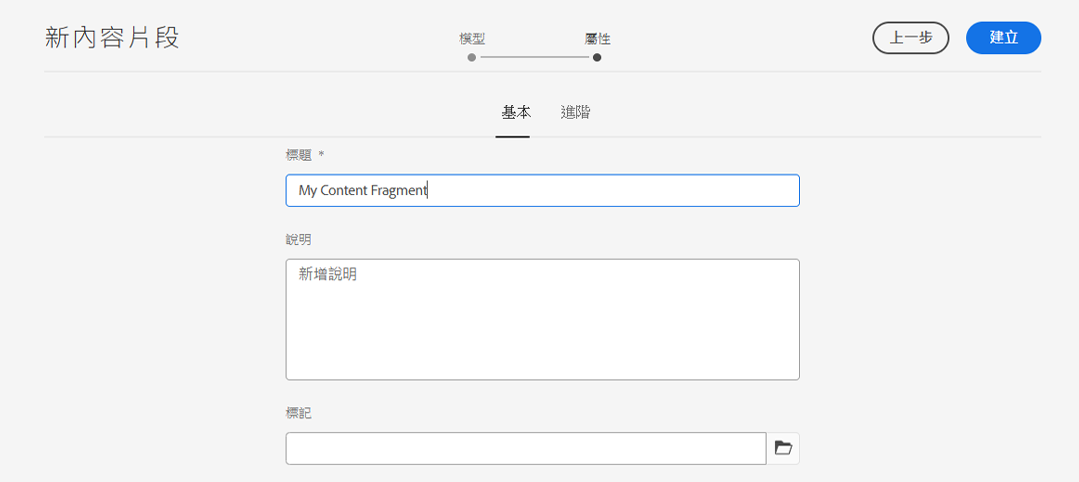 新內容片段
模型 屬性
上一步 建立
基本 進階
標題 *
My Content Fragment
說明
新增說明
標記